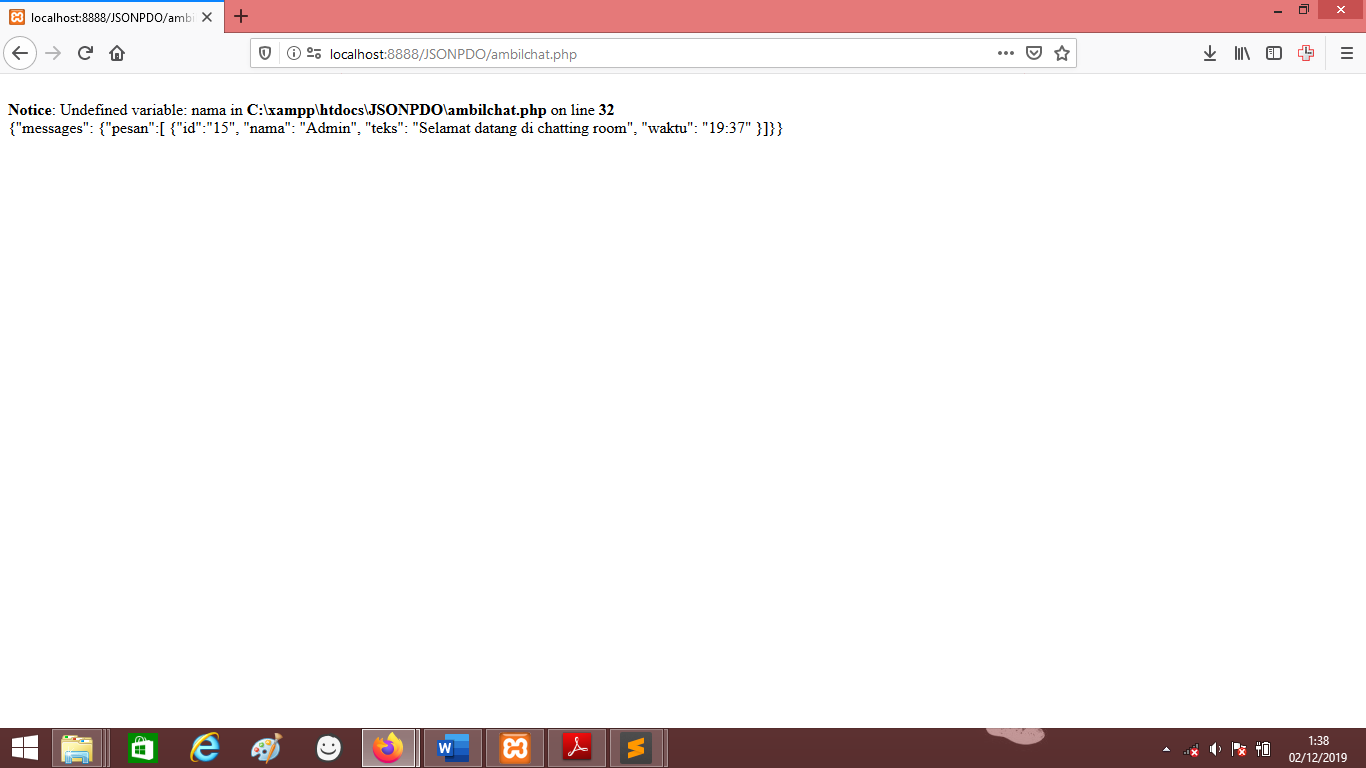 localhost:8888/JSONPDO/ambi
localhost:8888/JSONPDO/ambilchat.php
Notice: Undefined variable: nama in C:\xampp\htdocs\JSONPDO\ambilchat.php on line 32
{"messages": {"pesan":[ {"id":"15", "nama": "Admin", "teks": "Selamat datang di chatting room", "waktu": "19:37" }]}}
1:38
02/12/2019